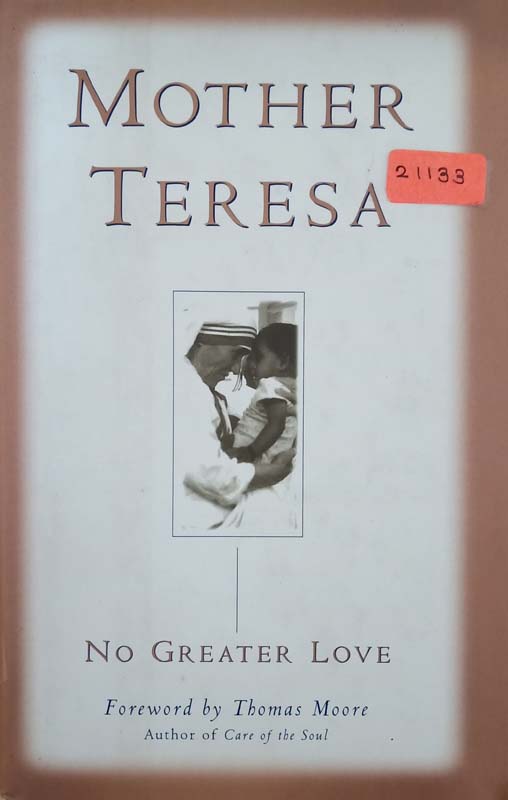 MOTHER
TERESA
21133
NO GREATER LOVE
Foreword by Thomas Moore
Author of Care of the Soul